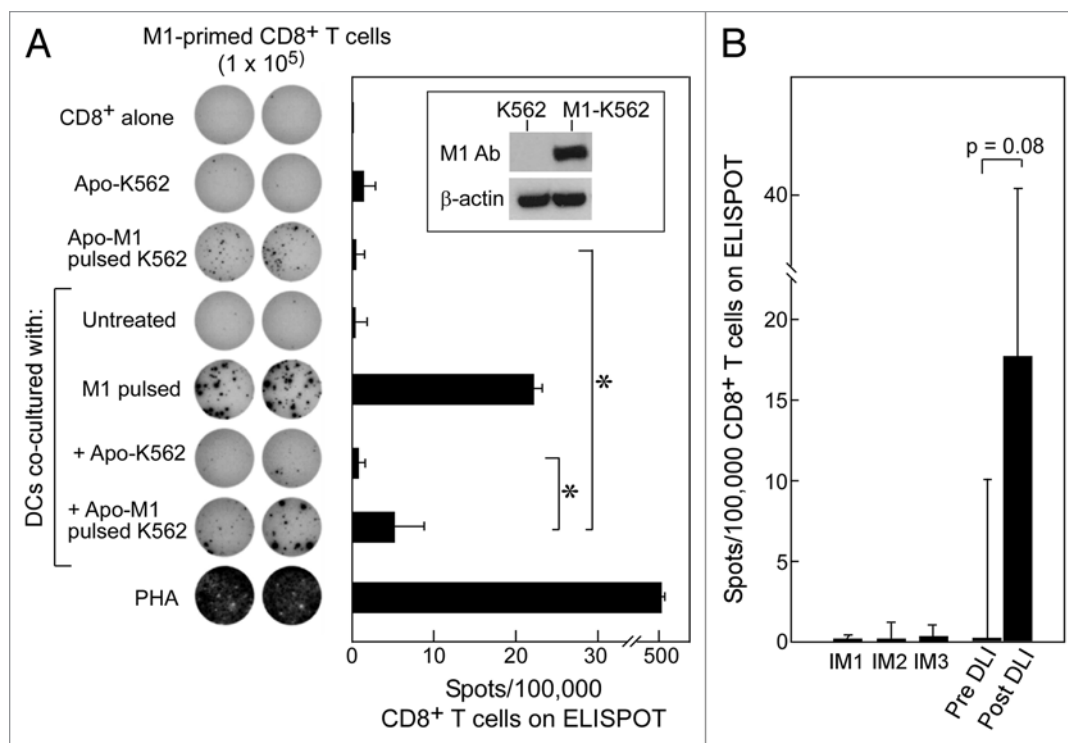 A
M1-primed CD8⁺ T cells
(1 x 10⁵)
CD8⁺ alone
Apo-K562
Apo-M1
pulsed K562
DCs co-cultured with:
Untreated
M1 pulsed
+ Apo-K562
+ Apo-M1
pulsed K562
PHA
K562 M1-K562
M1 Ab
β-actin
*
*
0 10 20 30 500
Spots/100,000
CD8⁺ T cells on ELISPOT
B
Spots/100,000 CD8⁺ T cells on ELISPOT
40
20
15
10
5
0
p = 0.08
IM1 IM2 IM3 Pre DLI Post DLI